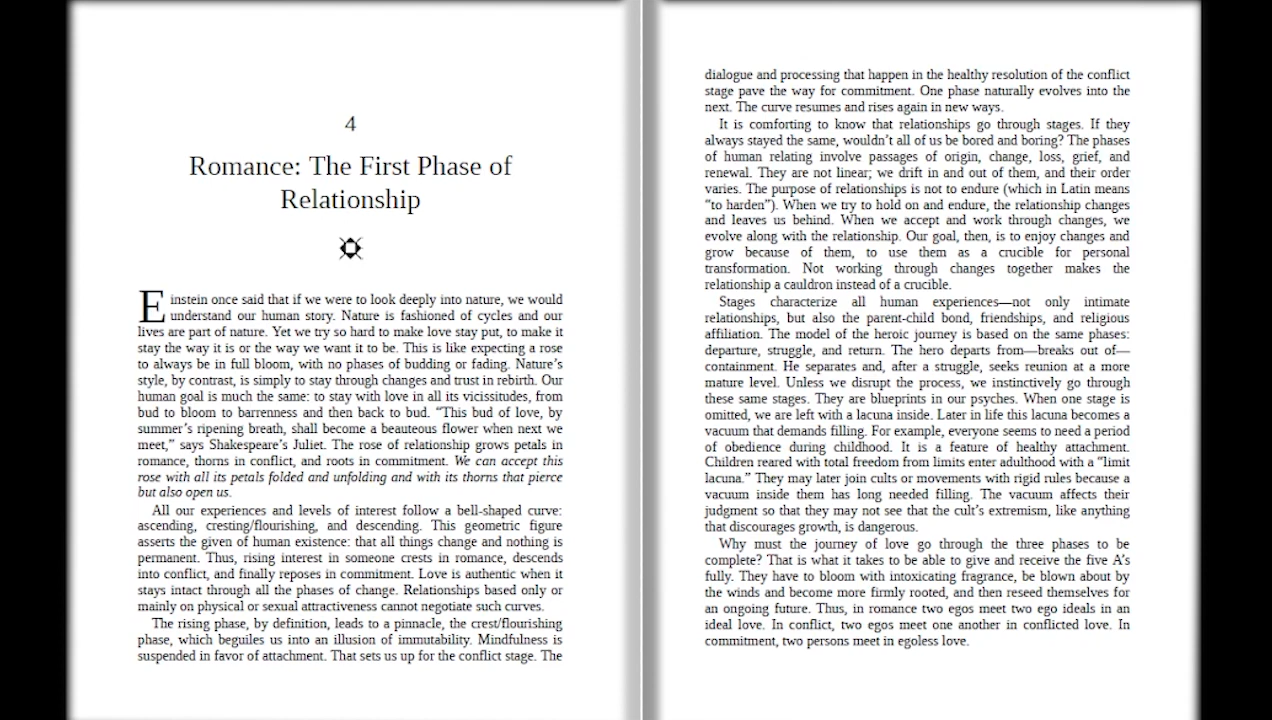 4
Romance: The First Phase of
Relationship
Einstein once said that if we were to look deeply into nature, we would
understand our human story. Nature is fashioned of cycles and our
lives are part of nature. Yet we try so hard to make love stay put, to make it
stay the way it is or the way we want it to be. This is like expecting a rose
to always be in full bloom, with no phases of budding or fading. Nature’s
style, by contrast, is simply to stay through changes and trust in rebirth. Our
human goal is much the same: to stay with love in all its vicissitudes, from
bud to bloom to barrenness and then back to bud. “This bud of love, by
summer’s ripening breath, shall become a beauteous flower when next we
meet,” says Shakespeare’s Juliet. The rose of relationship grows petals in
romance, thorns in conflict, and roots in commitment. We can accept this
rose with all its petals folded and unfolding and with its thorns that pierce
but also open us.
All our experiences and levels of interest follow a bell-shaped curve:
ascending, cresting/flourishing, and descending. This geometric figure
asserts the given of human existence: that all things change and nothing is
permanent. Thus, rising interest in someone crests in romance, descends
into conflict, and finally reposes in commitment. Love is authentic when it
stays intact through all the phases of change. Relationships based only or
mainly on physical or sexual attractiveness cannot negotiate such curves.
The rising phase, by definition, leads to a pinnacle, the crest/flourishing
phase, which beguiles us into an illusion of immutability. Mindfulness is
suspended in favor of attachment. That sets us up for the conflict stage. The
dialogue and processing that happen in the healthy resolution of the conflict
stage pave the way for commitment. One phase naturally evolves into the
next. The curve resumes and rises again in new ways.
It is comforting to know that relationships go through stages. If they
always stayed the same, wouldn’t all of us be bored and boring? The phases
of human relating involve passages of origin, change, loss, grief, and
renewal. They are not linear; we drift in and out of them, and their order
varies. The purpose of relationships is not to endure (which in Latin means
“to harden”). When we try to hold on and endure, the relationship changes
and leaves us behind. When we accept and work through changes, we
evolve along with the relationship. Our goal, then, is to enjoy changes and
grow because of them, to use them as a crucible for personal
transformation. Not working through changes together makes the
relationship a cauldron instead of a crucible.
Stages characterize all human experiences—not only intimate
relationships, but also the parent-child bond, friendships, and religious
affiliation. The model of the heroic journey is based on the same phases:
departure, struggle, and return. The hero departs from—breaks out of—
containment. He separates and, after a struggle, seeks reunion at a more
mature level. Unless we disrupt the process, we instinctively go through
these same stages. They are blueprints in our psyches. When one stage is
omitted, we are left with a lacuna inside. Later in life this lacuna becomes a
vacuum that demands filling. For example, everyone seems to need a period
of obedience during childhood. It is a feature of healthy attachment.
Children reared with total freedom from limits enter adulthood with a “limit
lacuna.” They may later join cults or movements with rigid rules because a
vacuum inside them has long needed filling. The vacuum affects their
judgment so that they may not see that the cult’s extremism, like anything
that discourages growth, is dangerous.
Why must the journey of love go through the three phases to be
complete? That is what it takes to be able to give and receive the five A’s
fully. They have to bloom with intoxicating fragrance, be blown about by
the winds and become more firmly rooted, and then reseed themselves for
an ongoing future. Thus, in romance two egos meet two ego ideals in an
ideal love. In conflict, two egos meet one another in conflicted love. In
commitment, two persons meet in egoless love.